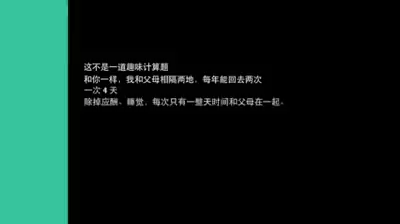 这不是一道趣味计算题
和你一样，我和父母相隔两地，每年能回去两次
一次 4 天
除掉应酬、睡觉，每次只有一整天时间和父母在一起。